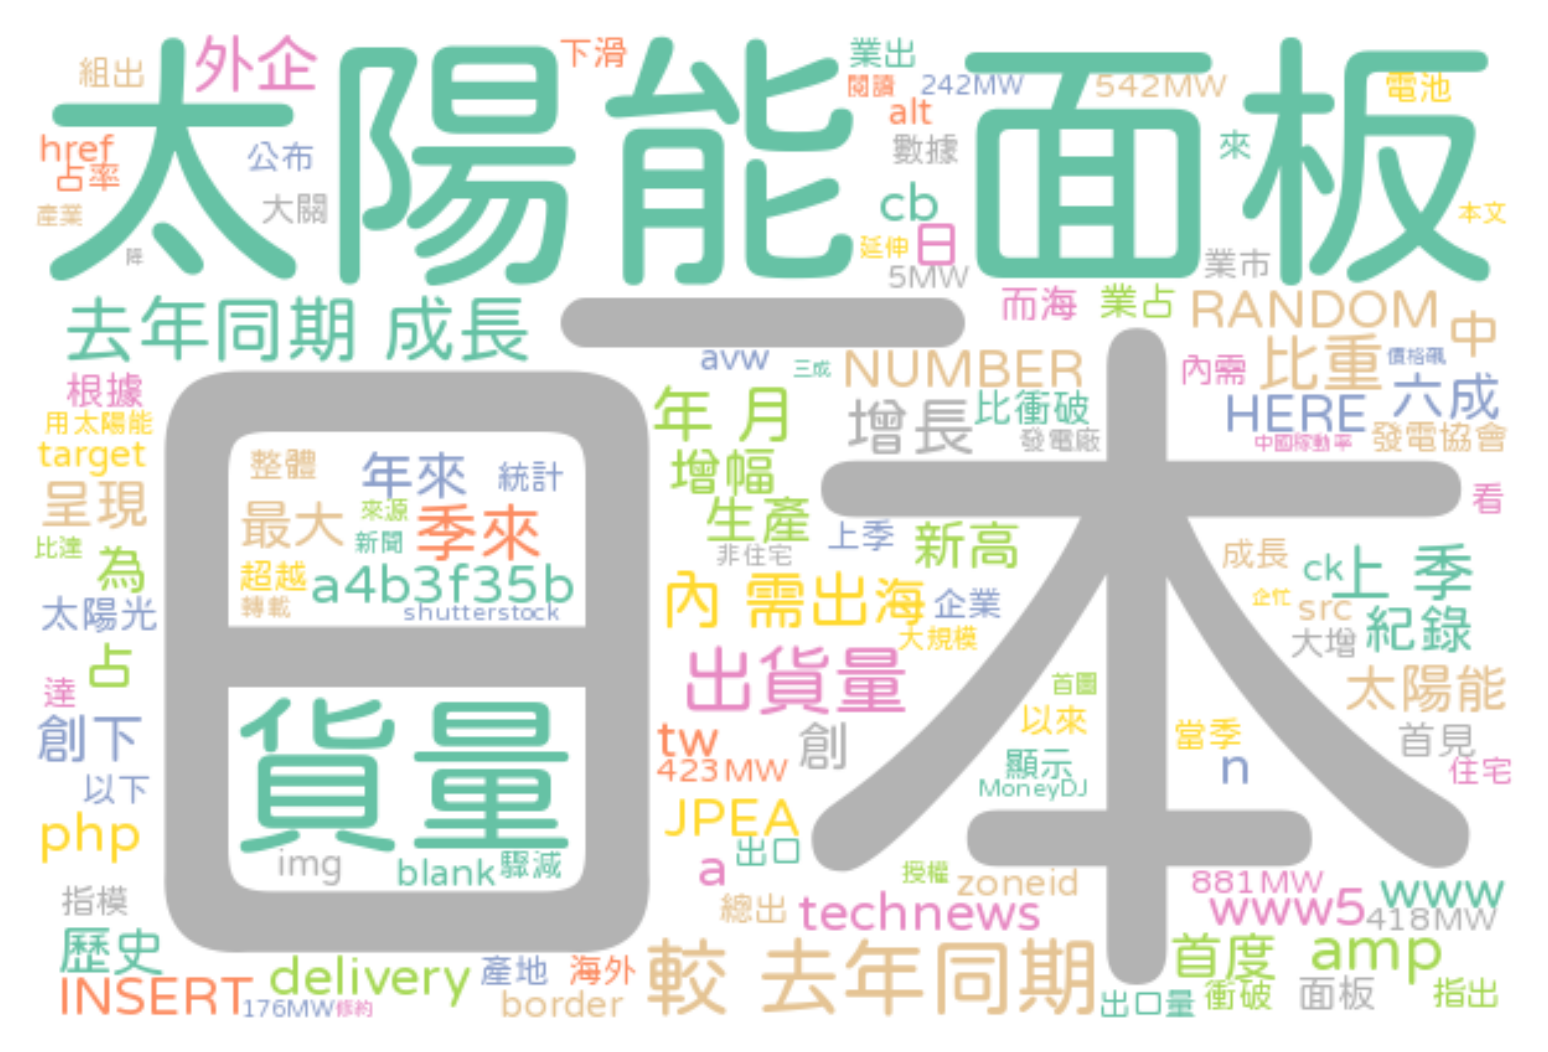 太陽能 面板
組出
外企
下滑
業出
閱讀
242MW
542MW
電池
alt
href
占率
公布
數據
來
產業
大關
cb
日
本文
降
延伸
5MW
業市
去年同期 成長
一
而海
業占
RANDOM
中
avw
三成
NUMBER
內需
比重
價格飆
六成
根據
用太陽能
target
年 月
增長
比衝破
發電廠
HERE
中國稼動率
發電協會
日本
整體
年來
統計
增幅
呈現
最大
來源
季來
新聞
生產
非住宅
上季
新高
看
比達
為
超越
a4b3f35b
轉載
shutterstock
內 需出海
企業
大規模
成長
ck
上 季
企忙
src
大增
紀錄
太陽光
占
達
出貨量
首圖
太陽能
創下
以下
貨量
tw
423MW
創
以來
顯示
MoneyDJ
當季
n
首見
住宅
php
JPEA
出口
img
blank
驟減
a
授權
zoneid
881MW
www
指模
總出
technews
www5
418MW
歷史
INSERT
176MW
修約
delivery
產地
海外
border
較 去年同期
首度
amp
出口量
衝破
面板
指出